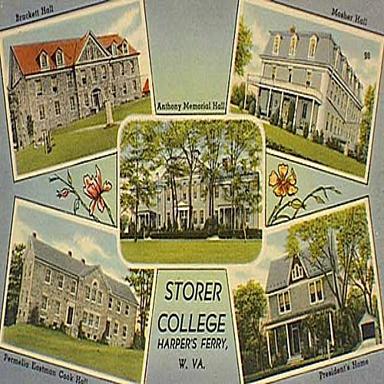 Brackett Hall
Mosher Hall
Anthony Memorial Hall
STORER
COLLEGE
HARPER'S FERRY,
W. VA.
Permelia Eastman Cook Hall
President's Home